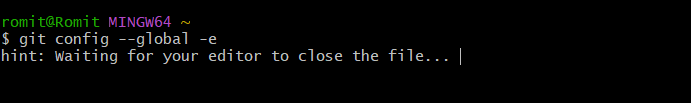 romit@Romit MINGW64 ~
$ git config --global -e
hint: Waiting for your editor to close the file...